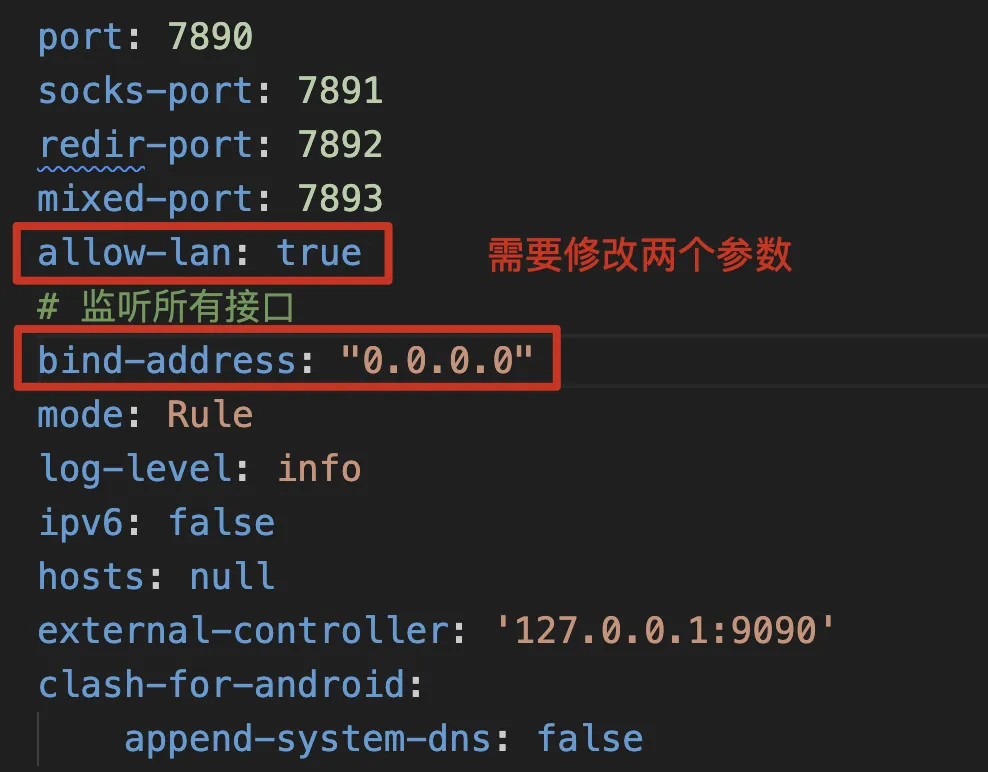 port: 7890
socks-port: 7891
redir-port: 7892
mixed-port: 7893
allow-lan: true
需要修改两个参数
# 监听所有接口
bind-address: "0.0.0.0"
mode: Rule
log-level: info
ipv6: false
hosts: null
external-controller: '127.0.0.1:9090'
clash-for-android:
    append-system-dns: false